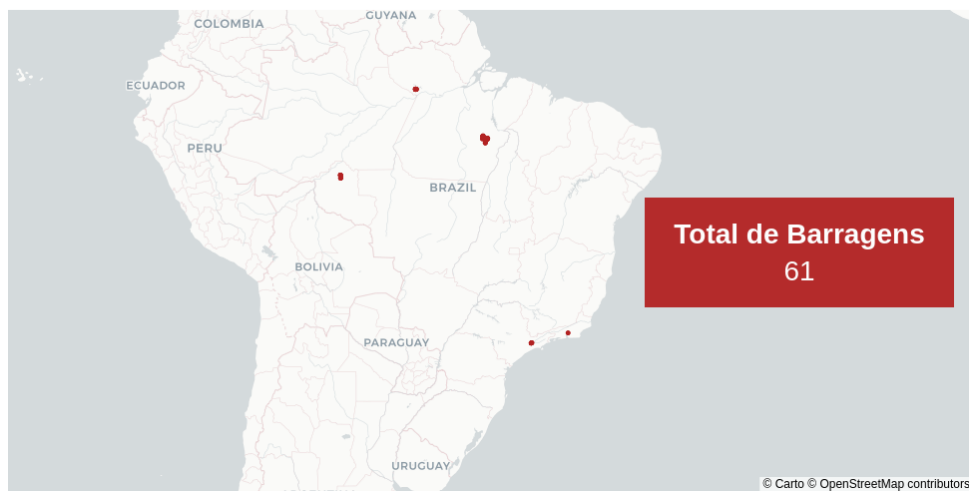 GUYANA
COLOMBIA
ECUADOR
PERU
BRAZIL
Total de Barragens
61
BOLIVIA
PARAGUAY
URUGUAY
© Carto © OpenStreetMap contributors